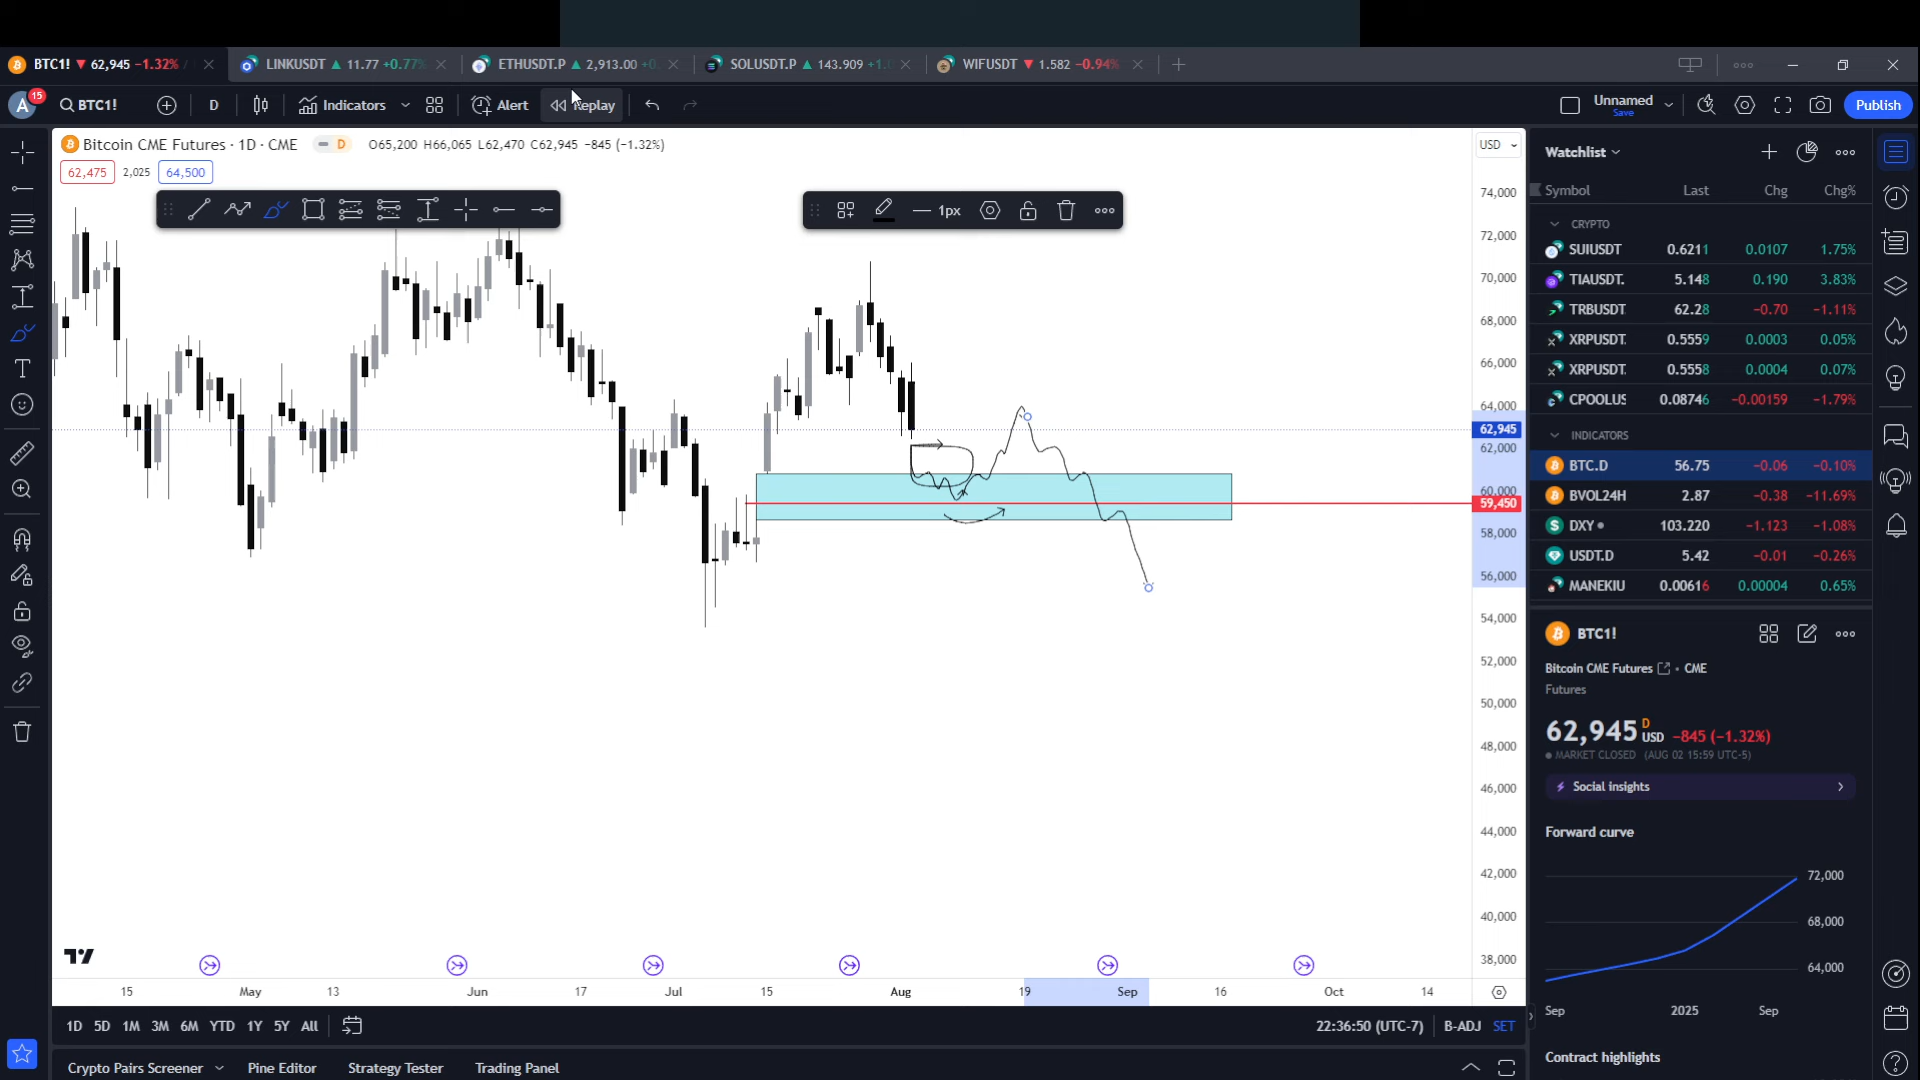 BTC1! ▼ 62,945 −1.32% /
LINKUSDT ▲ 11.77 +0.77%
ETHUSDT.P ▲ 2,913.00 +0.
SOLUSDT.P ▲ 143.909 +1.
WIFUSDT ▼ 1.582 −0.94%
A 15 BTC1! D Indicators Alert Replay
Unnamed
Save
Publish
Bitcoin CME Futures · 1D · CME D O65,200 H66,065 L62,470 C62,945 −845 (−1.32%)
62,475 2,025 64,500
1px
USD
74,000
72,000
70,000
68,000
66,000
64,000
62,945
62,000
60,000
59,450
58,000
56,000
54,000
52,000
50,000
48,000
46,000
44,000
42,000
40,000
38,000
15 May 13 Jun 17 Jul 15 Aug 19 Sep 16 Oct 14
1D 5D 1M 3M 6M YTD 1Y 5Y All
22:36:50 (UTC-7) B-ADJ SET
Crypto Pairs Screener Pine Editor Strategy Tester Trading Panel
Watchlist
Symbol Last Chg Chg%
CRYPTO
SUIUSDT 0.6211 0.0107 1.75%
TIAUSDT. 5.148 0.190 3.83%
TRBUSDT 62.28 −0.70 −1.11%
XRPUSDT. 0.5559 0.0003 0.05%
XRPUSDT. 0.5558 0.0004 0.07%
CPOOLUS 0.08746 −0.00159 −1.79%
INDICATORS
BTC.D 56.75 −0.06 −0.10%
BVOL24H 2.87 −0.38 −11.69%
DXY 103.220 −1.123 −1.08%
USDT.D 5.42 −0.01 −0.26%
MANEKIU 0.00616 0.00004 0.65%
BTC1!
Bitcoin CME Futures · CME
Futures
62,945 D USD −845 (−1.32%)
MARKET CLOSED (AUG 02 15:59 UTC-5)
Social insights
Forward curve
72,000
68,000
64,000
Sep 2025 Sep
Contract highlights